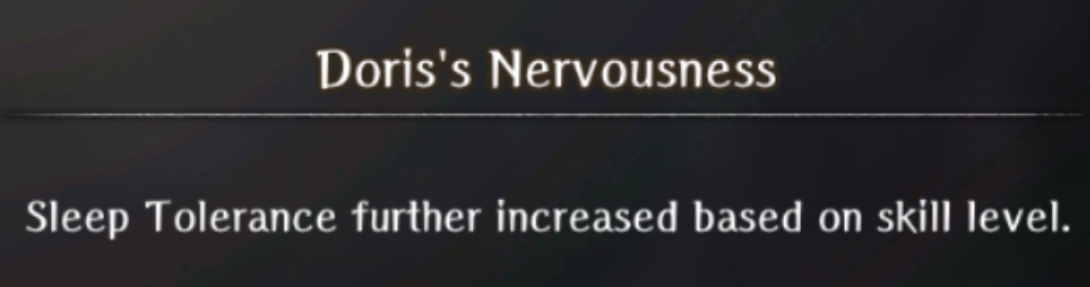 Doris's Nervousness
Sleep Tolerance further increased based on skill level.